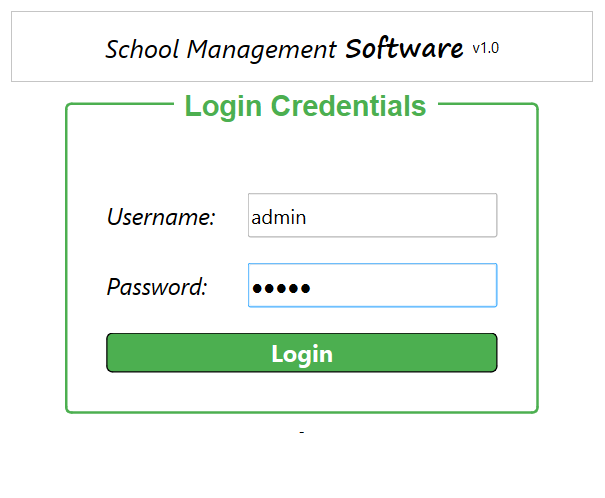 School Management Software v1.0
Login Credentials
Username: admin
Password: •••••
Login
-